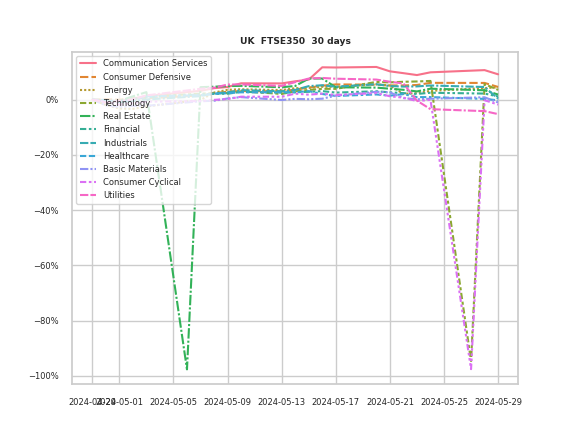 UK FTSE350 30 days
Communication Services
Consumer Defensive
Energy
Technology
Real Estate
Financial
Industrials
Healthcare
Basic Materials
Consumer Cyclical
Utilities
0%
−20%
−40%
−60%
−80%
−100%
2024-05-01 2024-05-05 2024-05-09 2024-05-13 2024-05-17 2024-05-21 2024-05-25 2024-05-29